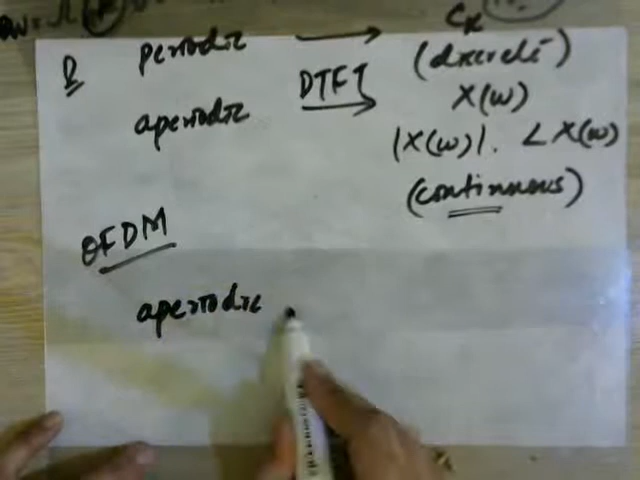 D periodic → Cₖ
(discrete)
aperiodic DTFT → X(ω)
|X(ω)|. ∠X(ω)
(continuous)
OFDM
aperiodic